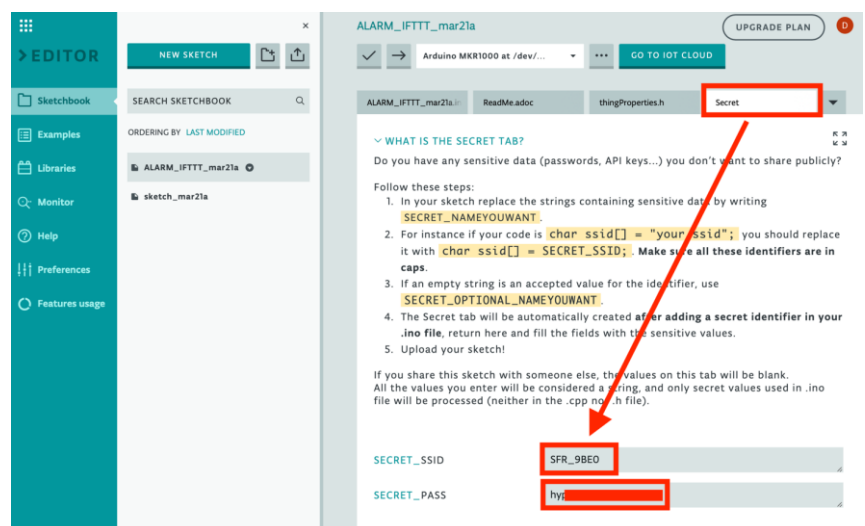 ALARM_IFTTT_mar21a
UPGRADE PLAN
D
>EDITOR
NEW SKETCH
×
Arduino MKR1000 at /dev/...
...
GO TO IOT CLOUD
Sketchbook
Examples
Libraries
Monitor
Help
Preferences
Features usage
SEARCH SKETCHBOOK
ORDERING BY LAST MODIFIED
ALARM_IFTTT_mar21a
sketch_mar21a
ALARM_IFTTT_mar21a.in
ReadMe.adoc
thingProperties.h
Secret
WHAT IS THE SECRET TAB?
Do you have any sensitive data (passwords, API keys...) you don't want to share publicly?
Follow these steps:
1. In your sketch replace the strings containing sensitive data by writing
SECRET_NAMEYOUWANT .
2. For instance if your code is char ssid[] = "your ssid"; you should replace
it with char ssid[] = SECRET_SSID; . Make sure all these identifiers are in
caps.
3. If an empty string is an accepted value for the identifier, use
SECRET_OPTIONAL_NAMEYOUWANT .
4. The Secret tab will be automatically created after adding a secret identifier in your
.ino file, return here and fill the fields with the sensitive values.
5. Upload your sketch!
If you share this sketch with someone else, the values on this tab will be blank.
All the values you enter will be considered a string, and only secret values used in .ino
file will be processed (neither in the .cpp nor .h file).
SECRET_SSID
SFR_9BE0
SECRET_PASS
hyp